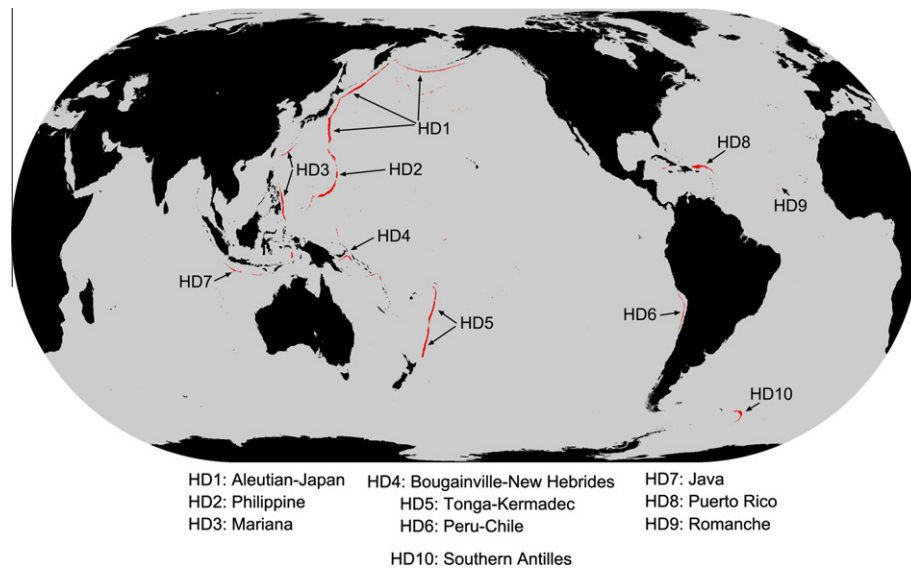 HD1
HD8
HD3
HD2
HD9
HD4
HD7
HD6
HD5
HD10
HD1: Aleutian-Japan
HD2: Philippine
HD3: Mariana
HD4: Bougainville-New Hebrides
HD5: Tonga-Kermadec
HD6: Peru-Chile
HD7: Java
HD8: Puerto Rico
HD9: Romanche
HD10: Southern Antilles